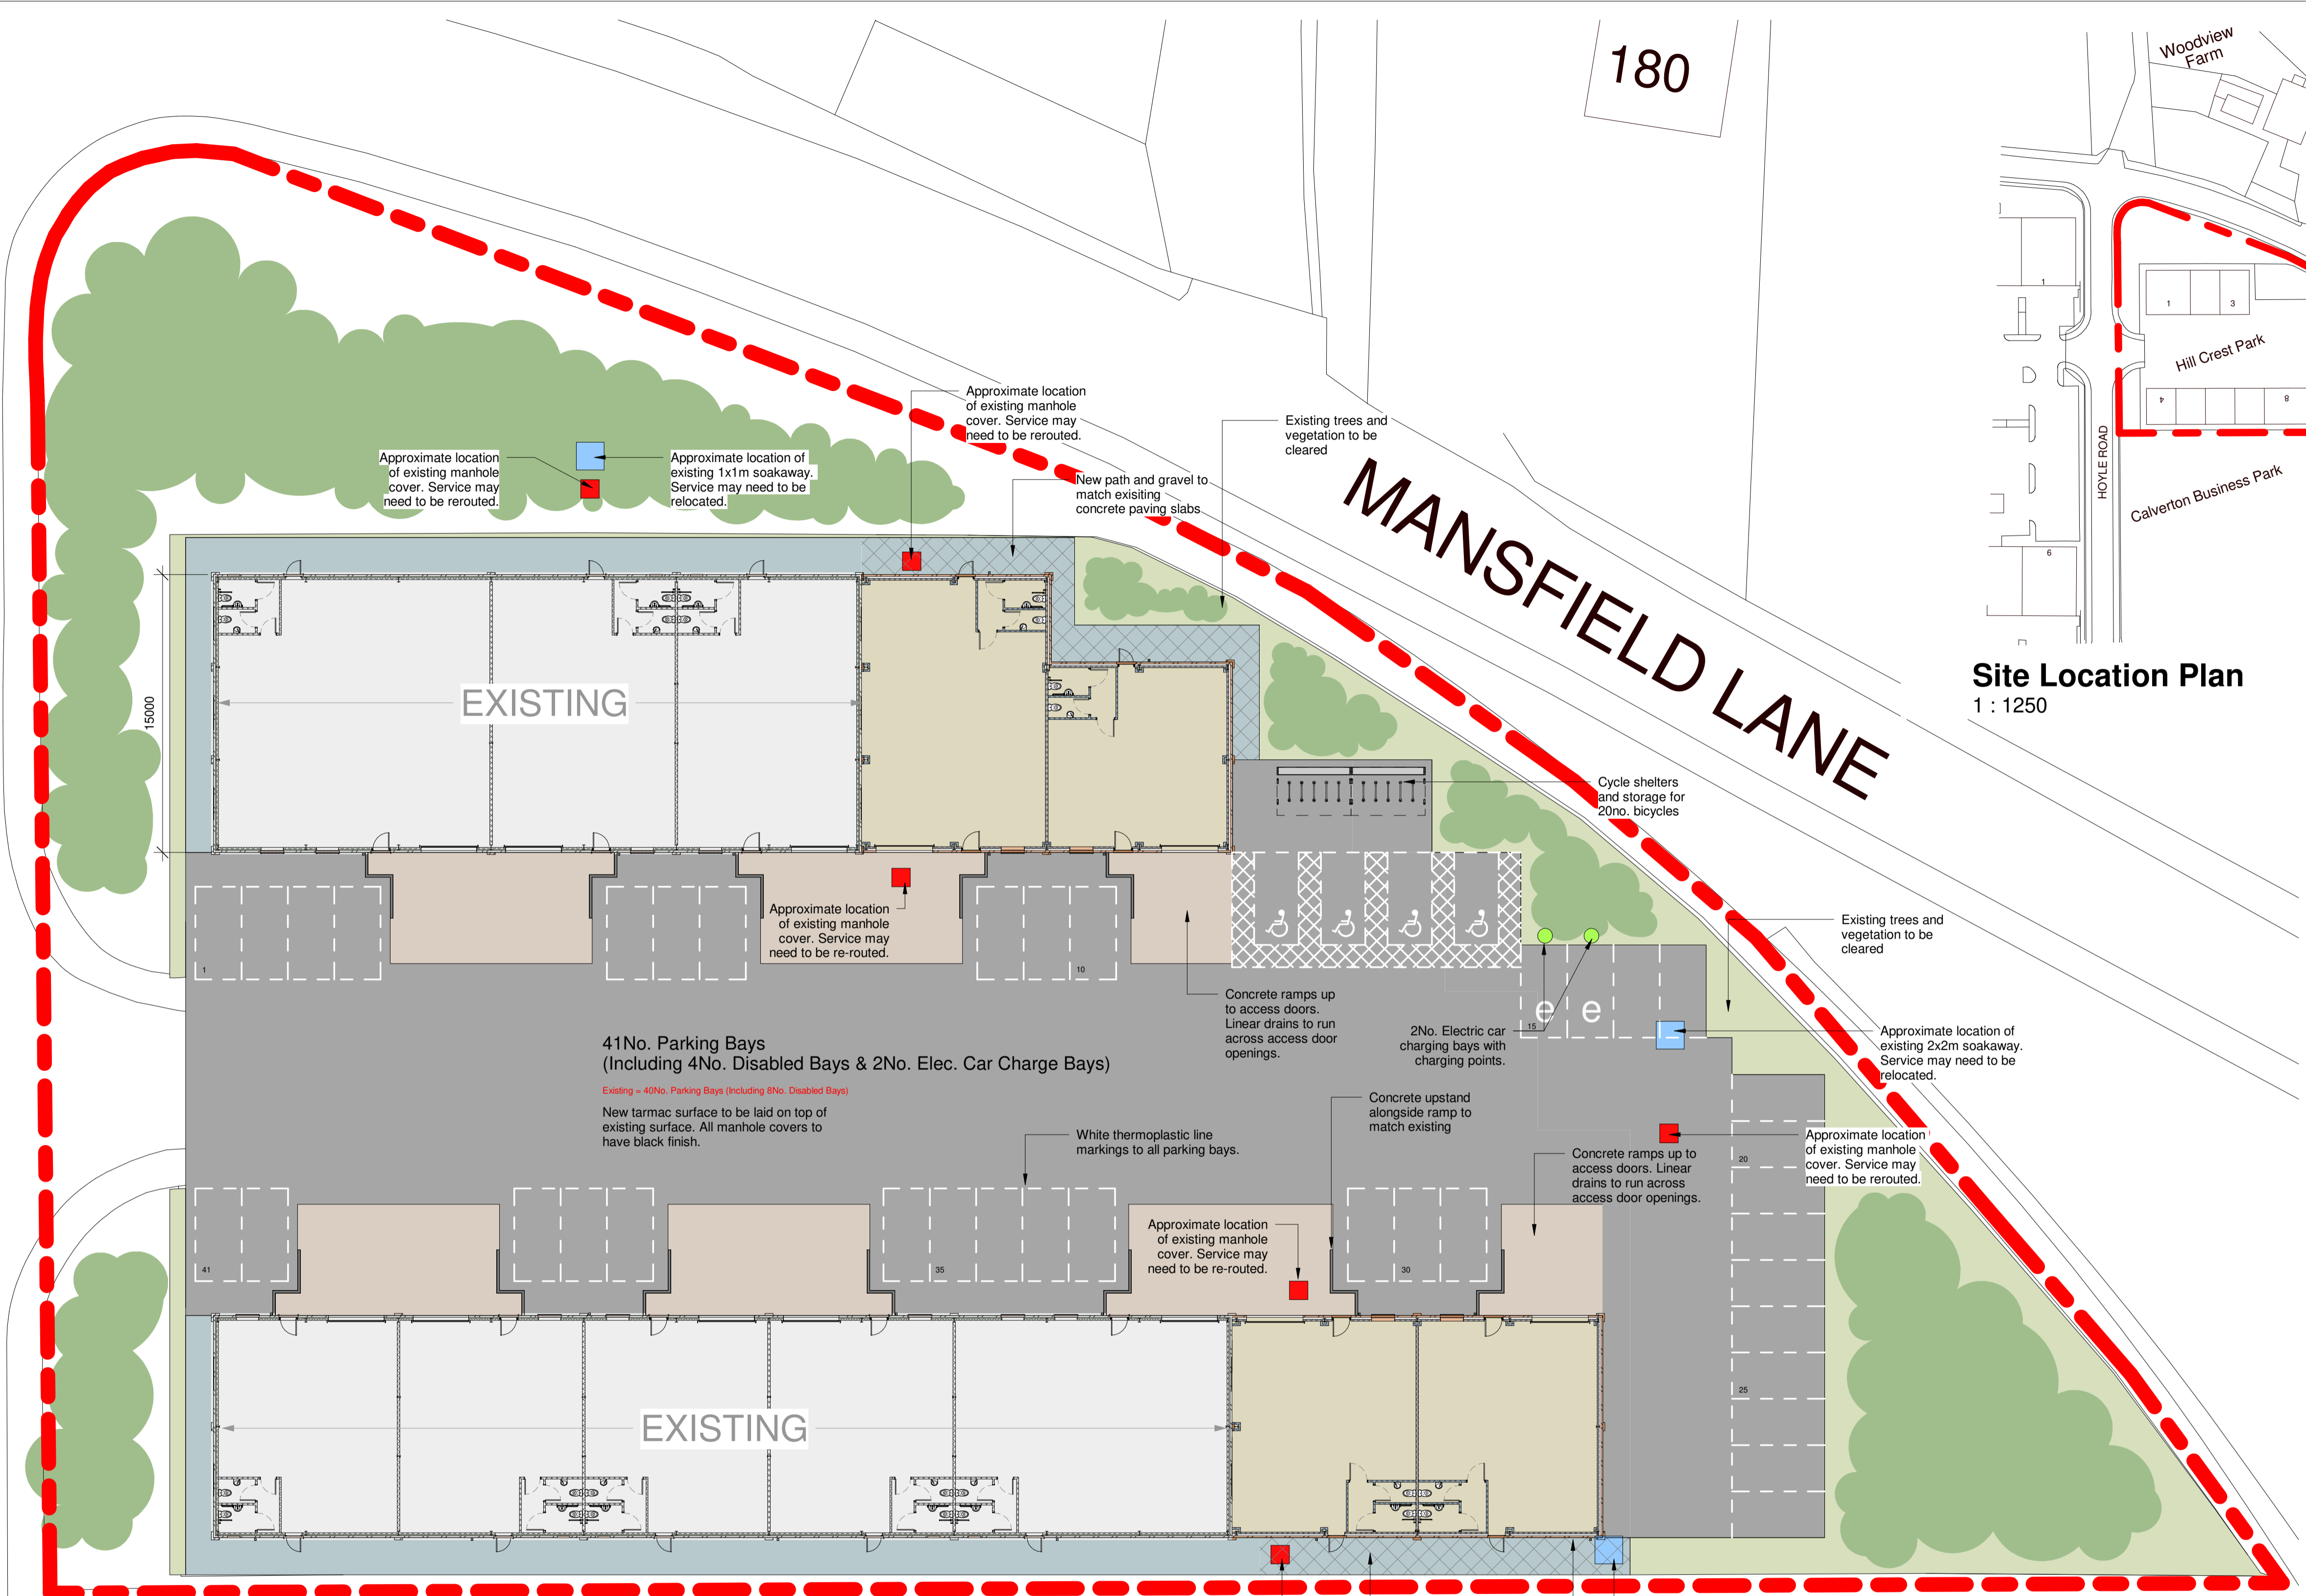 180
Woodview
Farm
1
1
3
Hill Crest Park
4
8
HOYLE ROAD
Calverton Business Park
6
Site Location Plan
1 : 1250
MANSFIELD LANE
Approximate location
of existing manhole
cover. Service may
need to be rerouted.
Existing trees and
vegetation to be
cleared
Approximate location
of existing manhole
cover. Service may
need to be rerouted.
Approximate location of
existing 1x1m soakaway.
Service may need to be
relocated.
New path and gravel to
match exisiting
concrete paving slabs
15000
EXISTING
Cycle shelters
and storage for
20no. bicycles
Approximate location
of existing manhole
cover. Service may
need to be re-routed.
1
10
Existing trees and
vegetation to be
cleared
Concrete ramps up
to access doors.
Linear drains to run
across access door
openings.
e
e
15
2No. Electric car
charging bays with
charging points.
Approximate location of
existing 2x2m soakaway.
Service may need to be
relocated.
41No. Parking Bays
(Including 4No. Disabled Bays & 2No. Elec. Car Charge Bays)
Existing = 40No. Parking Bays (Including 8No. Disabled Bays)
New tarmac surface to be laid on top of
existing surface. All manhole covers to
have black finish.
Concrete upstand
alongside ramp to
match existing
White thermoplastic line
markings to all parking bays.
Concrete ramps up to
access doors. Linear
drains to run across
access door openings.
20
Approximate location
of existing manhole
cover. Service may
need to be rerouted.
Approximate location
of existing manhole
cover. Service may
need to be re-routed.
41
35
30
25
EXISTING